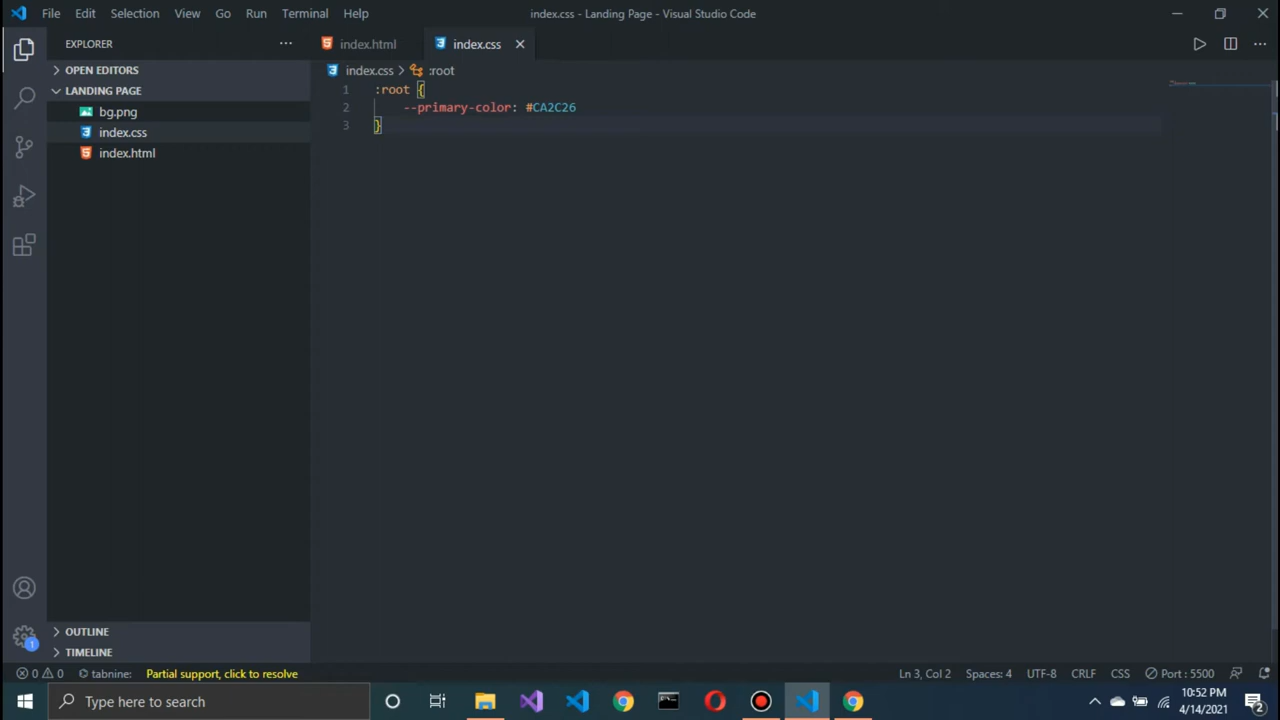 File Edit Selection View Go Run Terminal Help
index.css - Landing Page - Visual Studio Code
EXPLORER
index.html
index.css
OPEN EDITORS
LANDING PAGE
bg.png
index.css
index.html
index.css > :root
1 :root {
2 --primary-color: #CA2C26
3 }
OUTLINE
TIMELINE
1
0 0 tabnine: Partial support, click to resolve
Ln 3, Col 2 Spaces: 4 UTF-8 CRLF CSS Port : 5500
Type here to search
10:52 PM
4/14/2021
2